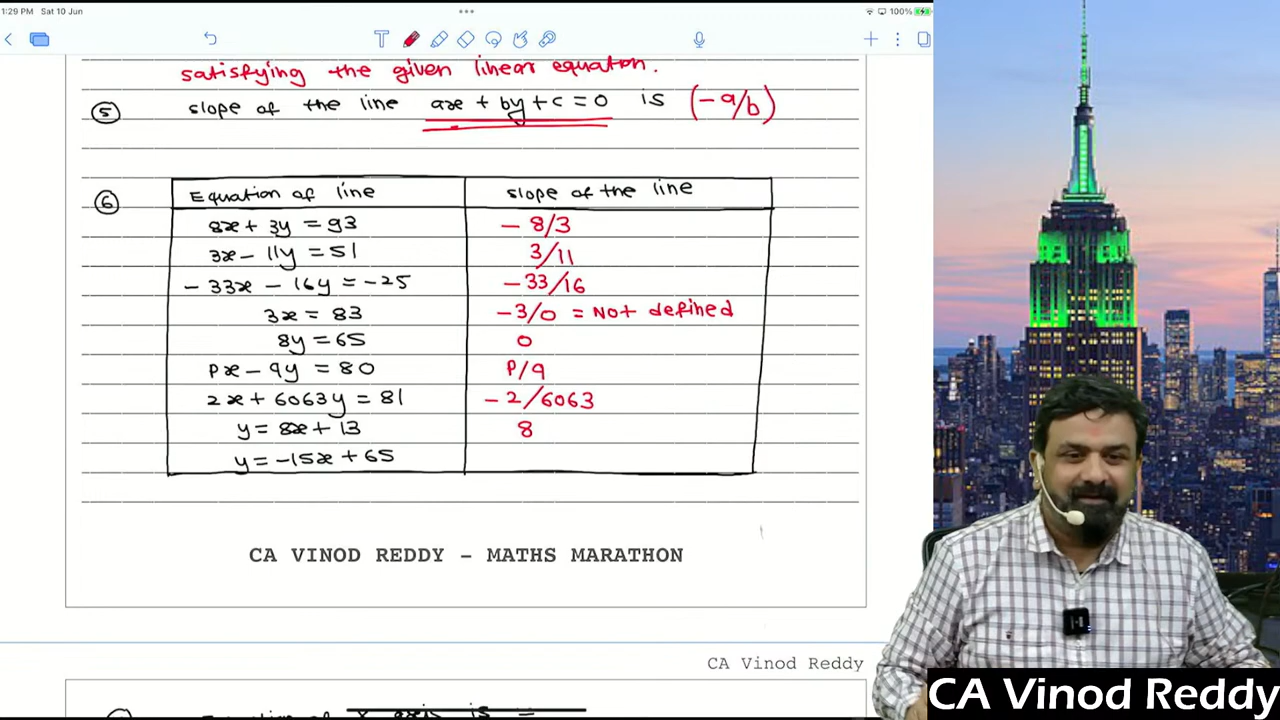 1:29 PM Sat 10 Jun
100%
satisfying the given linear equation.
⑤ slope of the line ax + by + c = 0 is (-a/b)
⑥ Equation of line slope of the line
8x + 3y = 93 - 8/3
3x - 11y = 51 3/11
- 33x - 16y = -25 - 33/16
3x = 83 - 3/0 = Not defined
8y = 65 0
px - qy = 80 p/q
2x + 6063y = 81 - 2/6063
y = 8x + 13 8
y = -15x + 65
CA VINOD REDDY - MATHS MARATHON
CA Vinod Reddy
CA Vinod Reddy